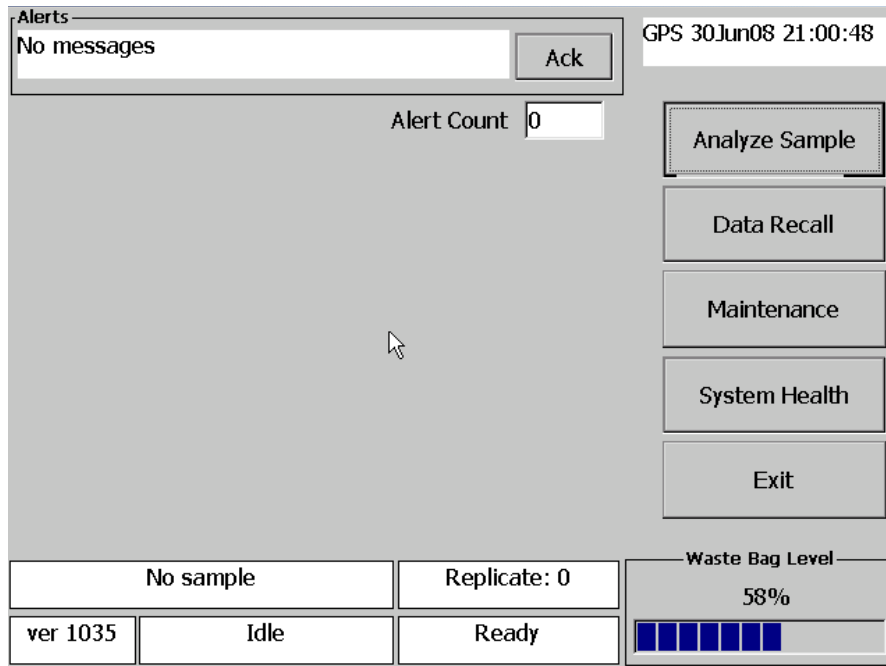 Alerts
No messages
Ack
GPS 30Jun08 21:00:48
Alert Count 0
Analyze Sample
Data Recall
Maintenance
System Health
Exit
No sample
Replicate: 0
Waste Bag Level
58%
ver 1035
Idle
Ready